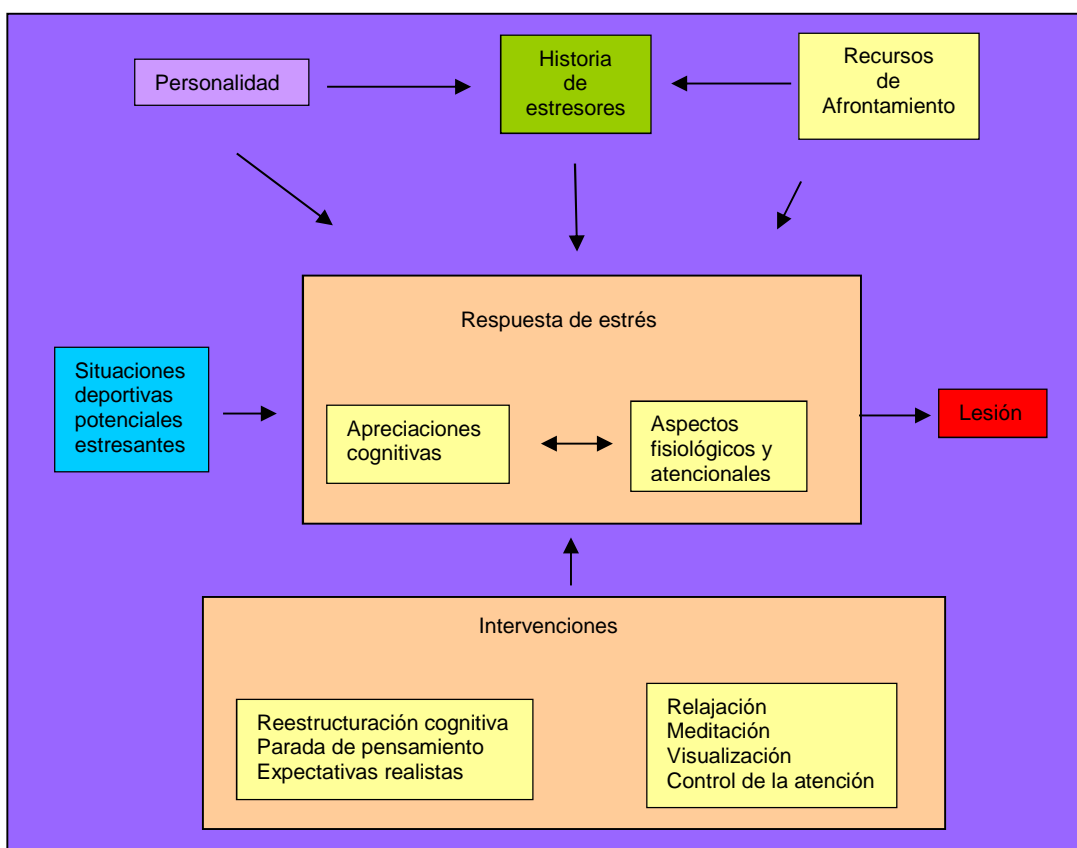 Personalidad
Historia
de
estresores
Recursos
de
Afrontamiento
Respuesta de estrés
Situaciones
deportivas
potenciales
estresantes
Apreciaciones
cognitivas
Aspectos
fisiológicos y
atencionales
Lesión
Intervenciones
Reestructuración cognitiva
Parada de pensamiento
Expectativas realistas
Relajación
Meditación
Visualización
Control de la atención